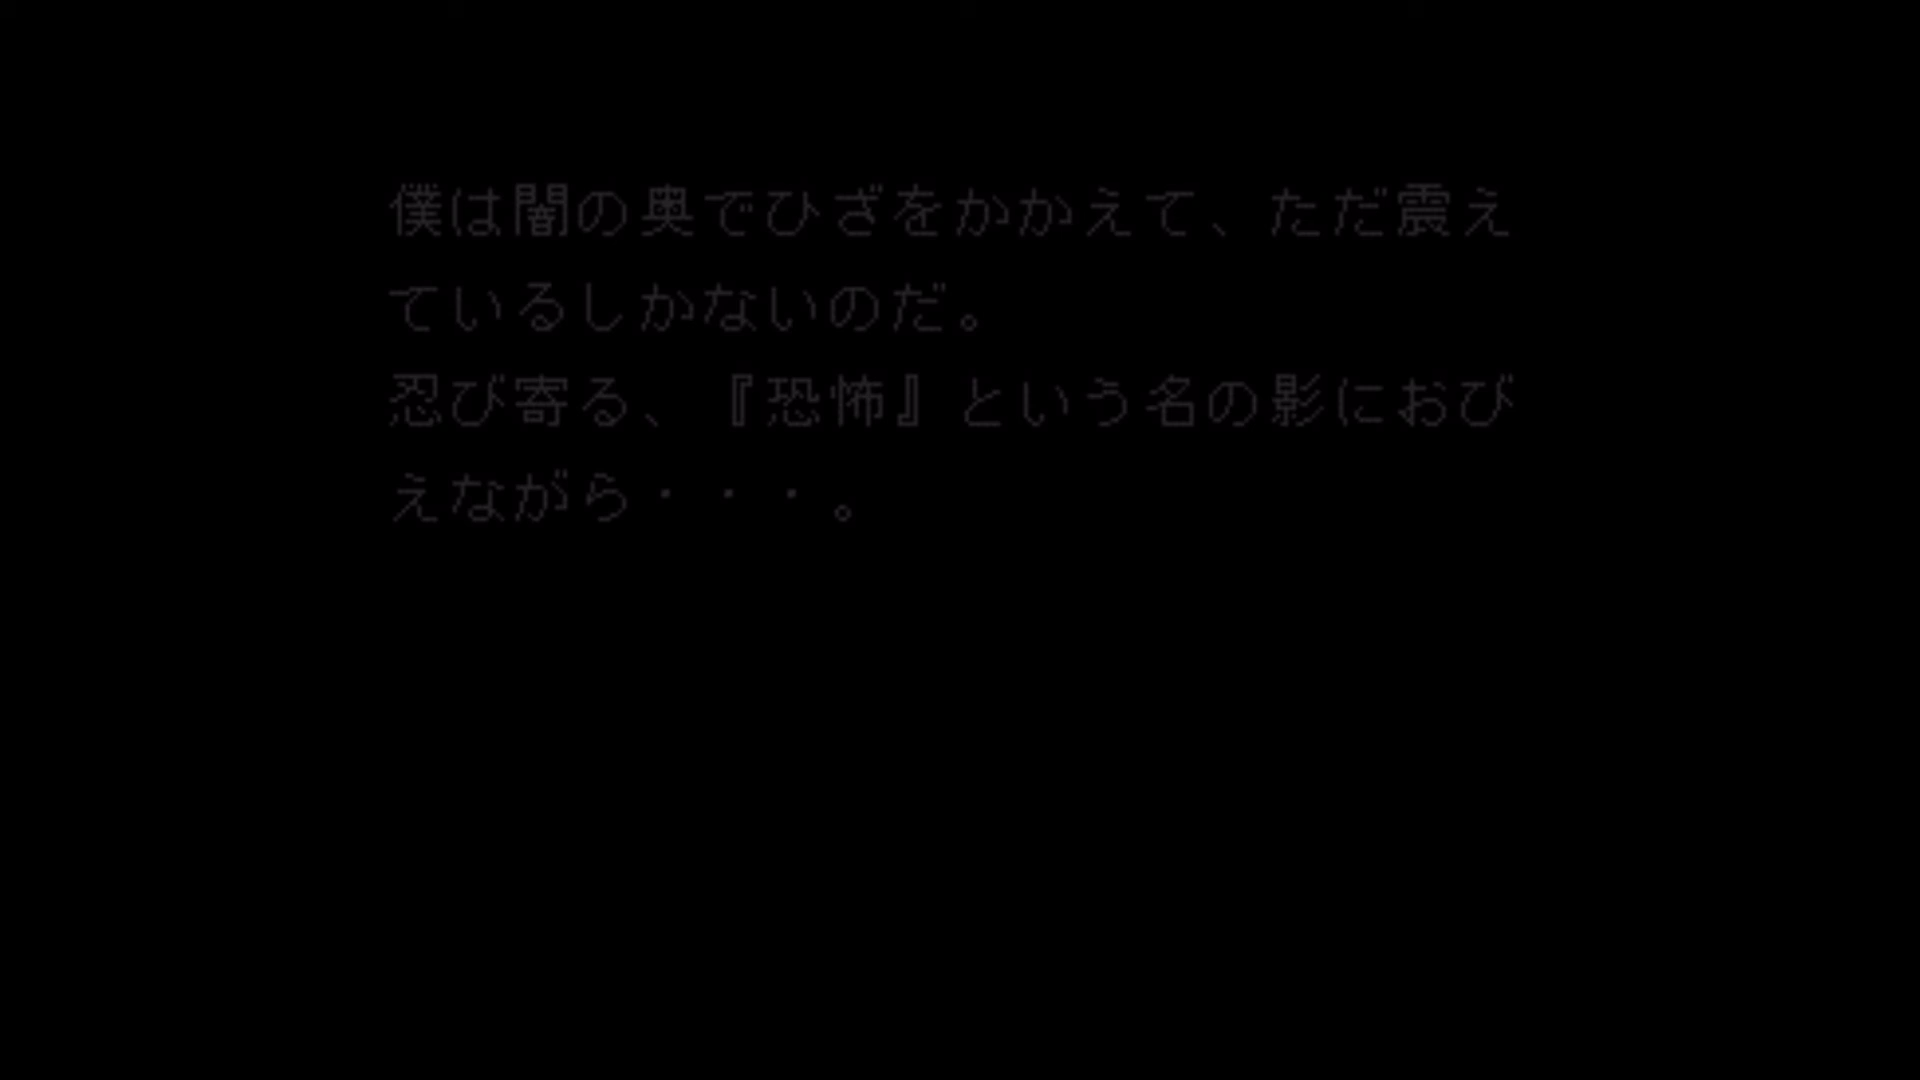 僕は闇の奥でひざをかかえて、ただ震え
ているしかないのだ。
忍び寄る、『恐怖』という名の影におび
えながら・・・。